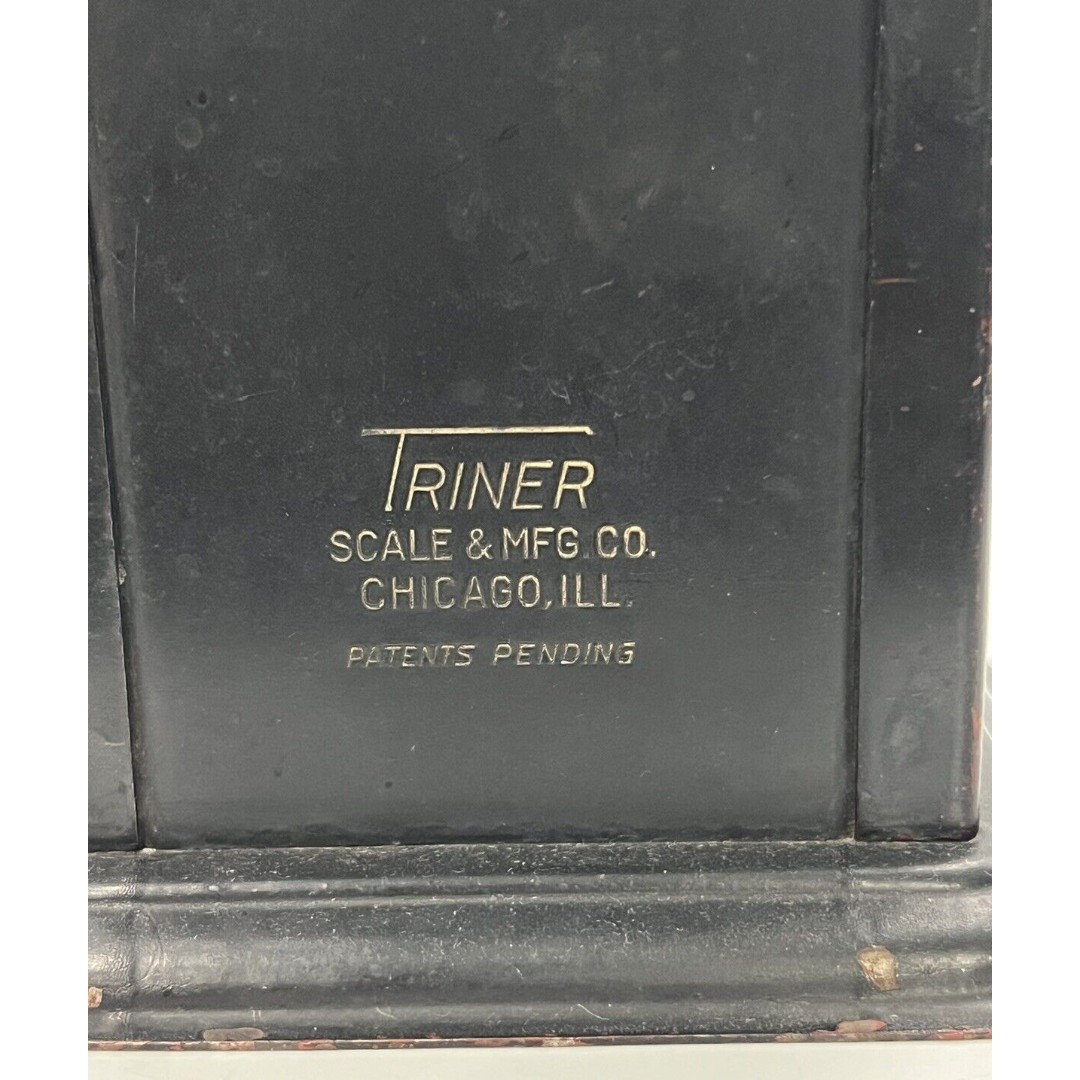 TRINER
SCALE & MFG. CO.
CHICAGO, ILL.
PATENTS PENDING